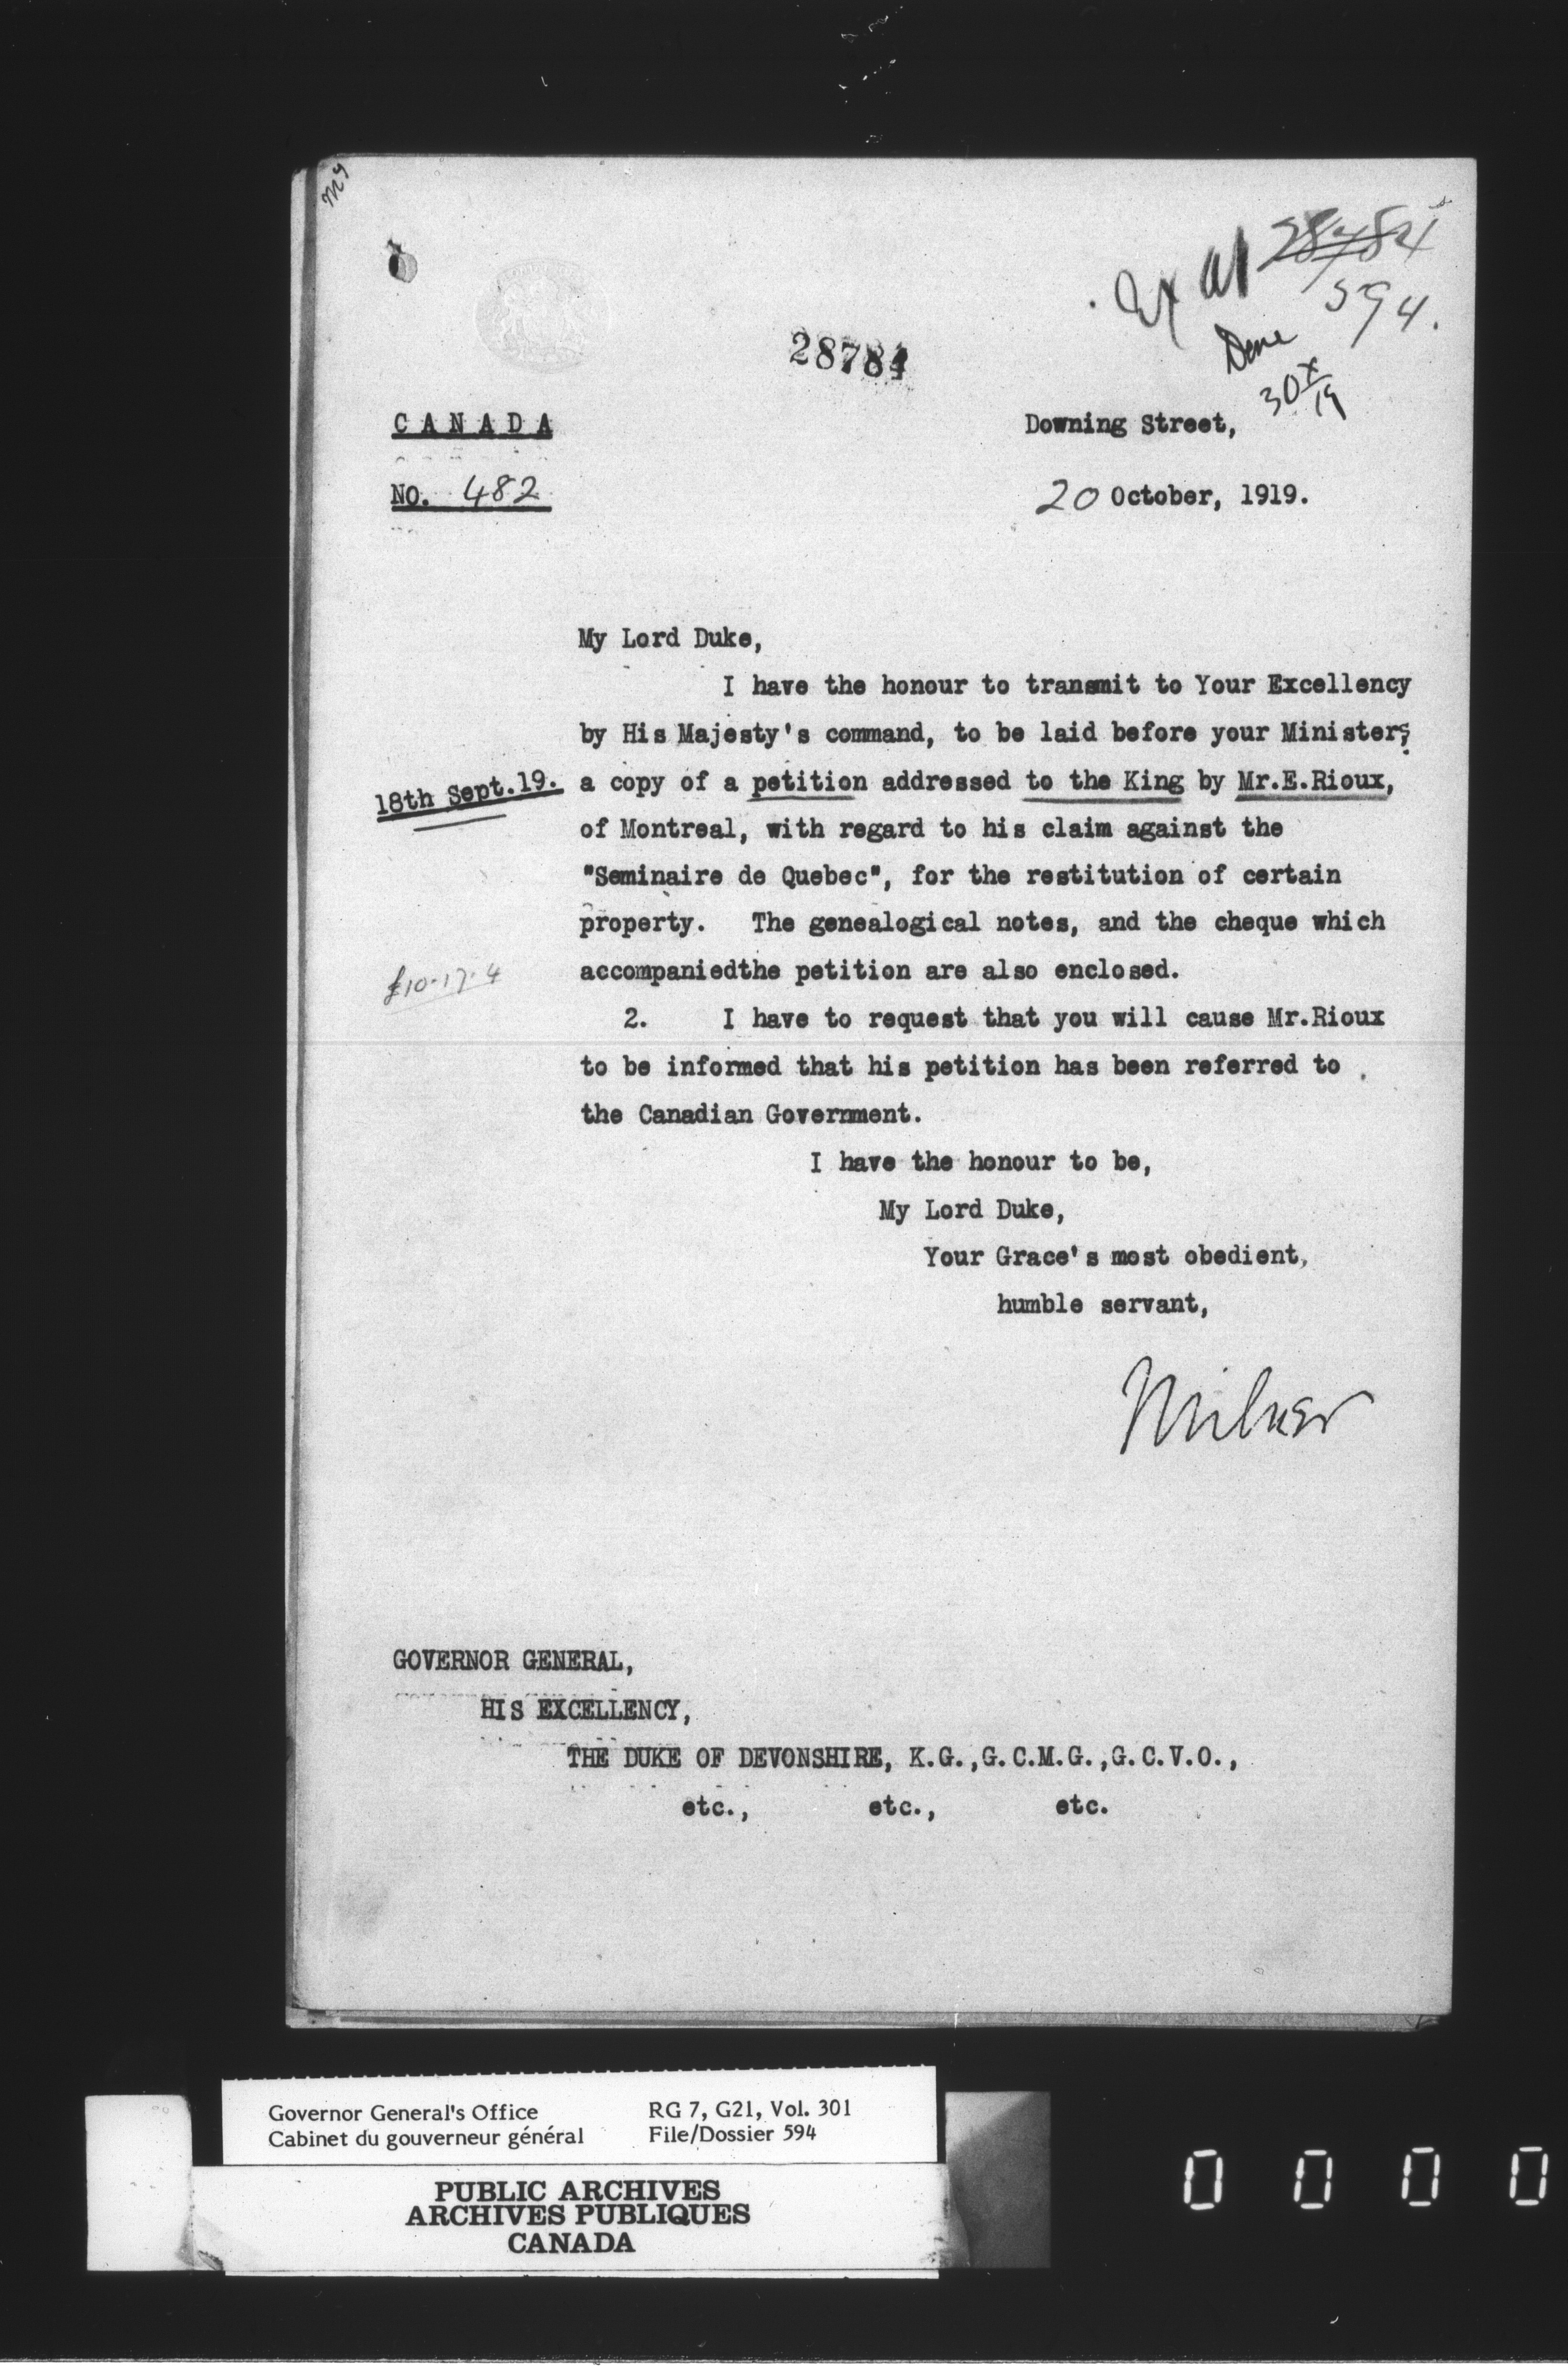 my
28784
594.
Done
30 X/19
28784
CANADA
Downing Street,
NO. 482
20 October, 1919.
My Lord Duke,
I have the honour to transmit to Your Excellency
by His Majesty's command, to be laid before your Ministers,
18th Sept.19.
a copy of a petition addressed to the King by Mr.E.Rioux,
of Montreal, with regard to his claim against the
"Seminaire de Quebec", for the restitution of certain
property. The genealogical notes, and the cheque which
£10-17-4
accompaniedthe petition are also enclosed.
2. I have to request that you will cause Mr.Rioux
to be informed that his petition has been referred to
the Canadian Government.
I have the honour to be,
My Lord Duke,
Your Grace's most obedient,
humble servant,
Milner
GOVERNOR GENERAL,
HIS EXCELLENCY,
THE DUKE OF DEVONSHIRE, K.G.,G.C.M.G.,G.C.V.O.,
etc., etc., etc.
Governor General's Office RG 7, G21, Vol. 301
Cabinet du gouverneur général File/Dossier 594
PUBLIC ARCHIVES
ARCHIVES PUBLIQUES
CANADA
0 0 0 0